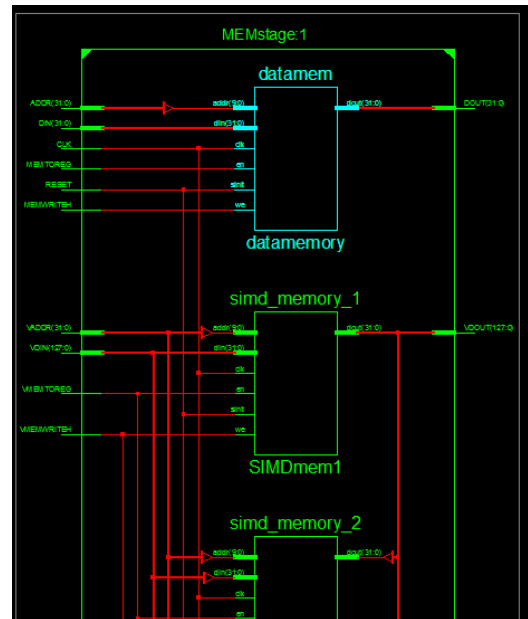 MEMstage:1
datamem
ADDR(31:0)
addr(9:0)
dout(31:0)
DOUT(31:0)
DIN(31:0)
din(31:0)
CLK
clk
MEMTOREG
en
RESET
sinit
MEMWRITEH
we
datamemory
simd_memory_1
VADDR(31:0)
addr(9:0)
dout(31:0)
VDOUT(127:0)
VDIN(127:0)
din(31:0)
clk
VMEMTOREG
en
sinit
VMEMWRITEH
we
SIMDmem1
simd_memory_2
addr(9:0)
dout(31:0)
din(31:0)
clk
en